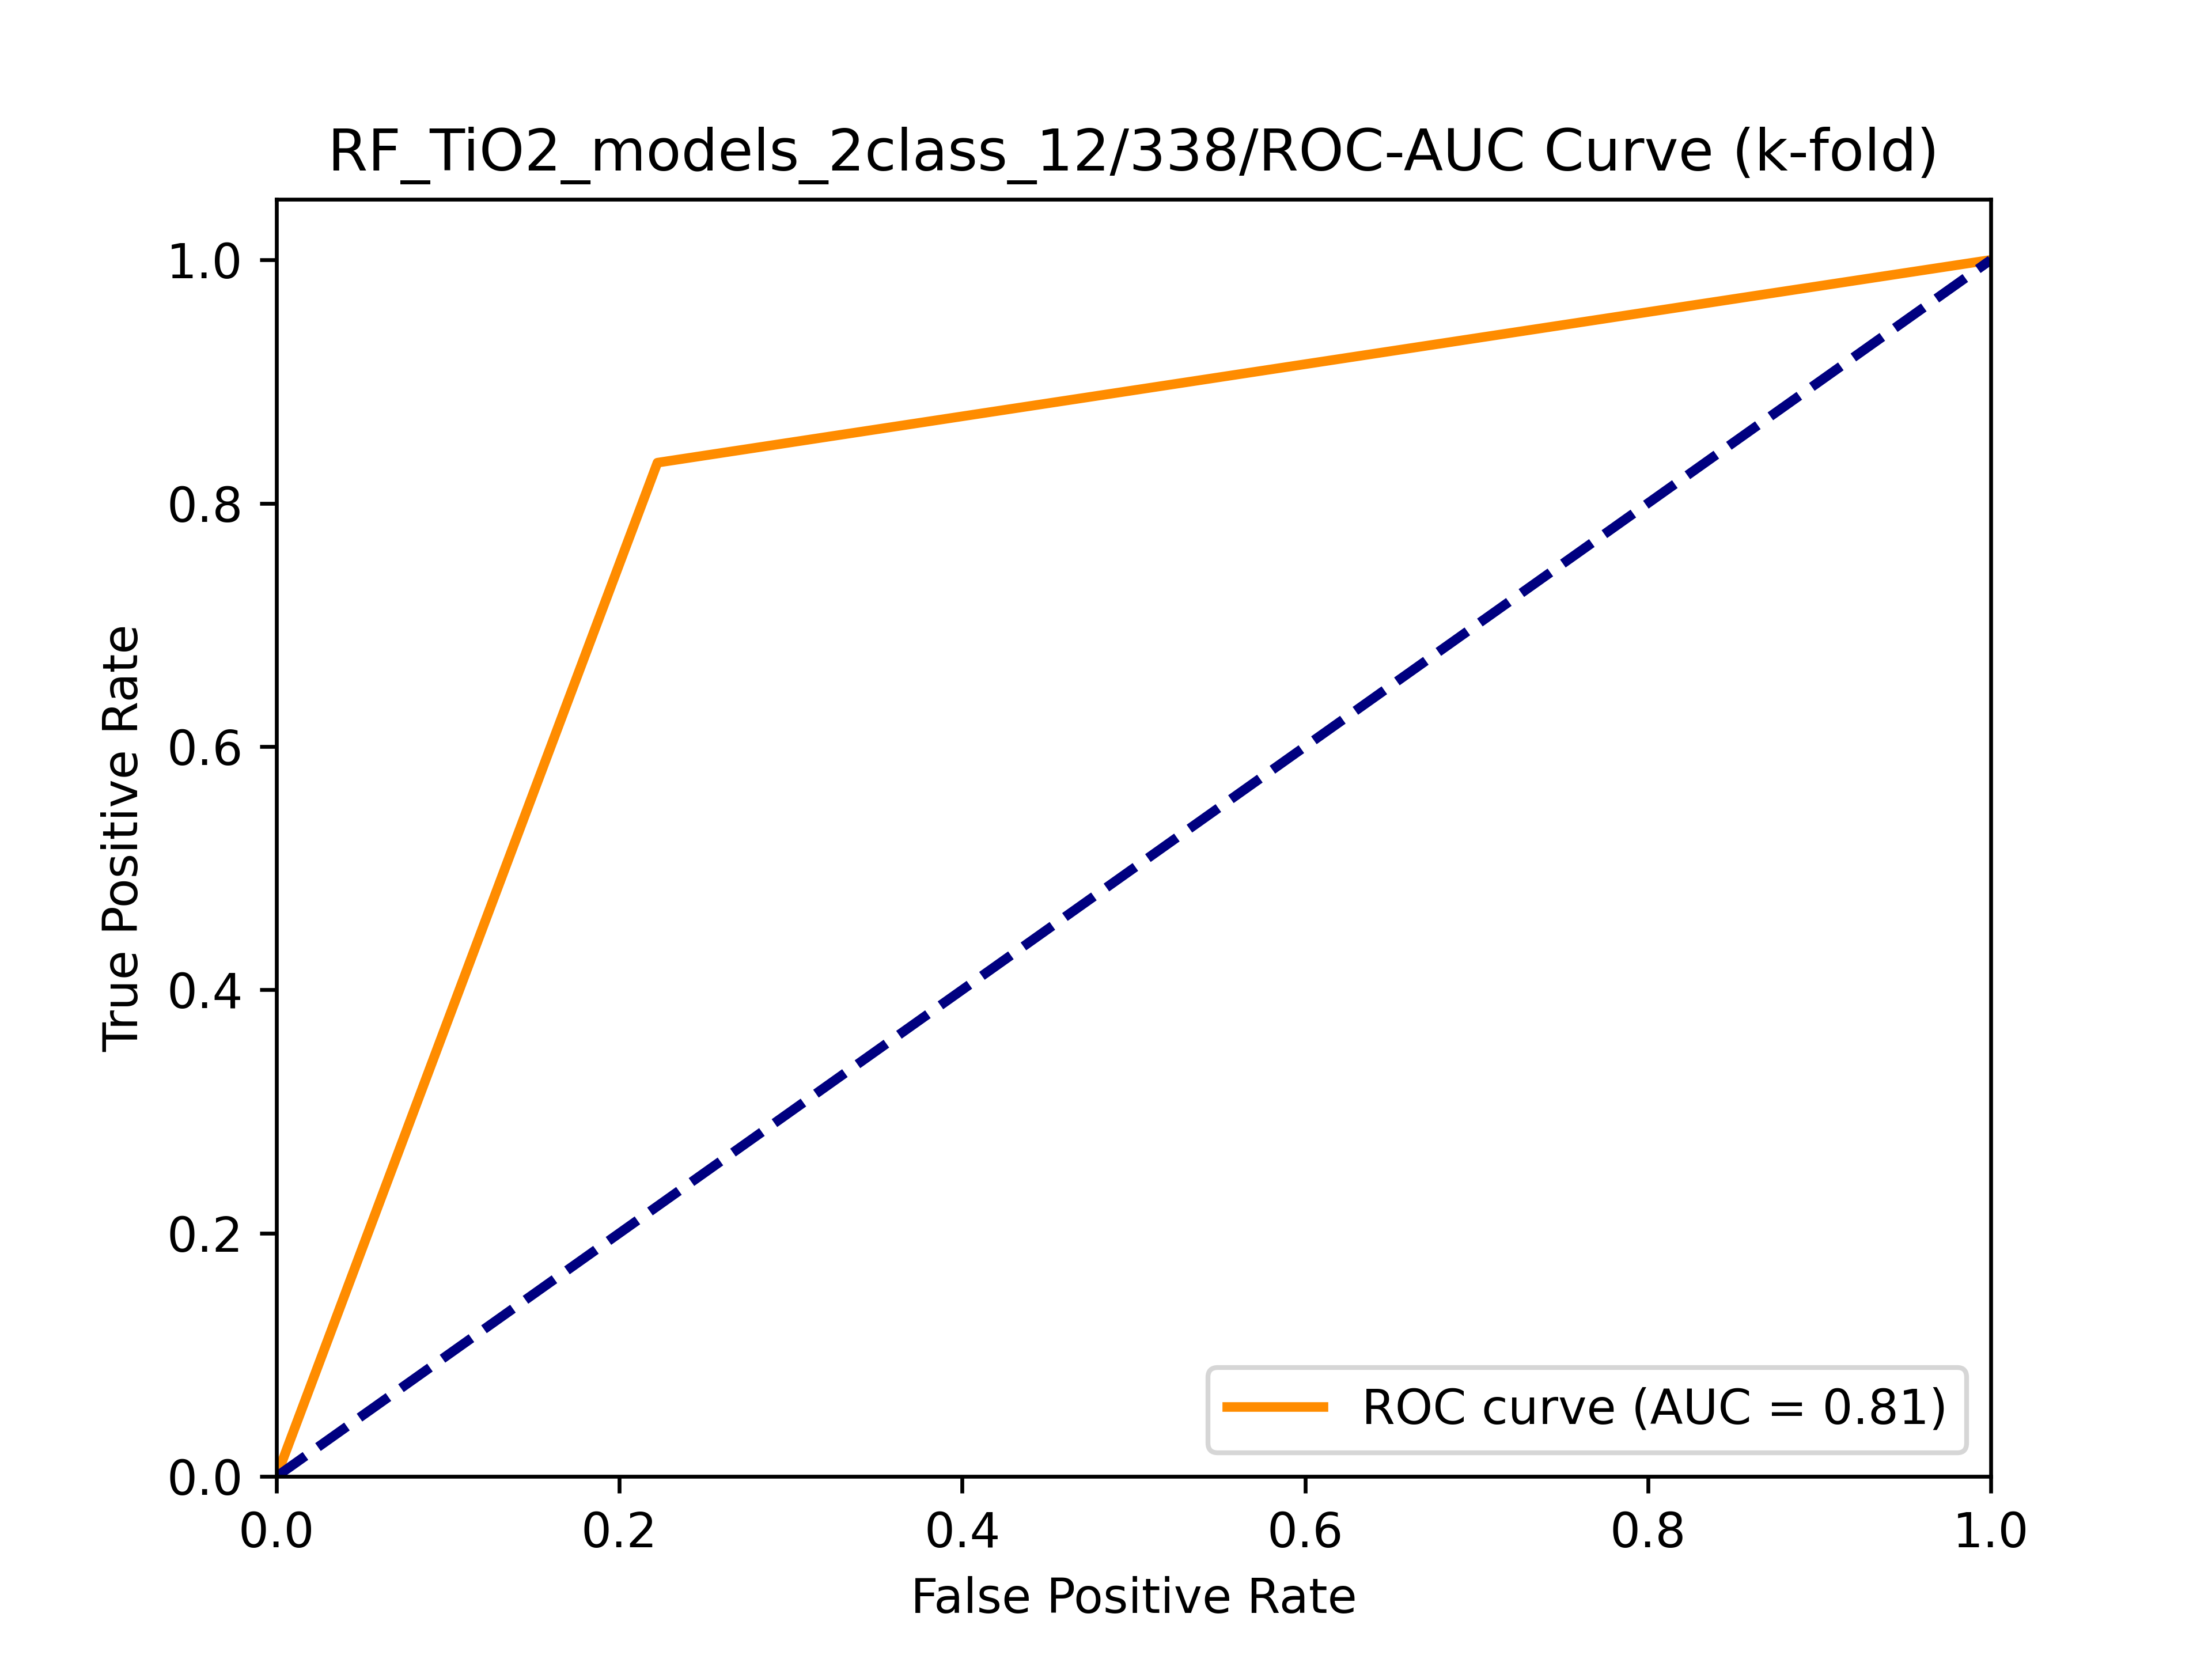 RF_TiO2_models_2class_12/338/ROC-AUC Curve (k-fold)
1.0
0.8
0.6
0.4
0.2
0.0
True Positive Rate
ROC curve (AUC = 0.81)
0.0 0.2 0.4 0.6 0.8 1.0
False Positive Rate